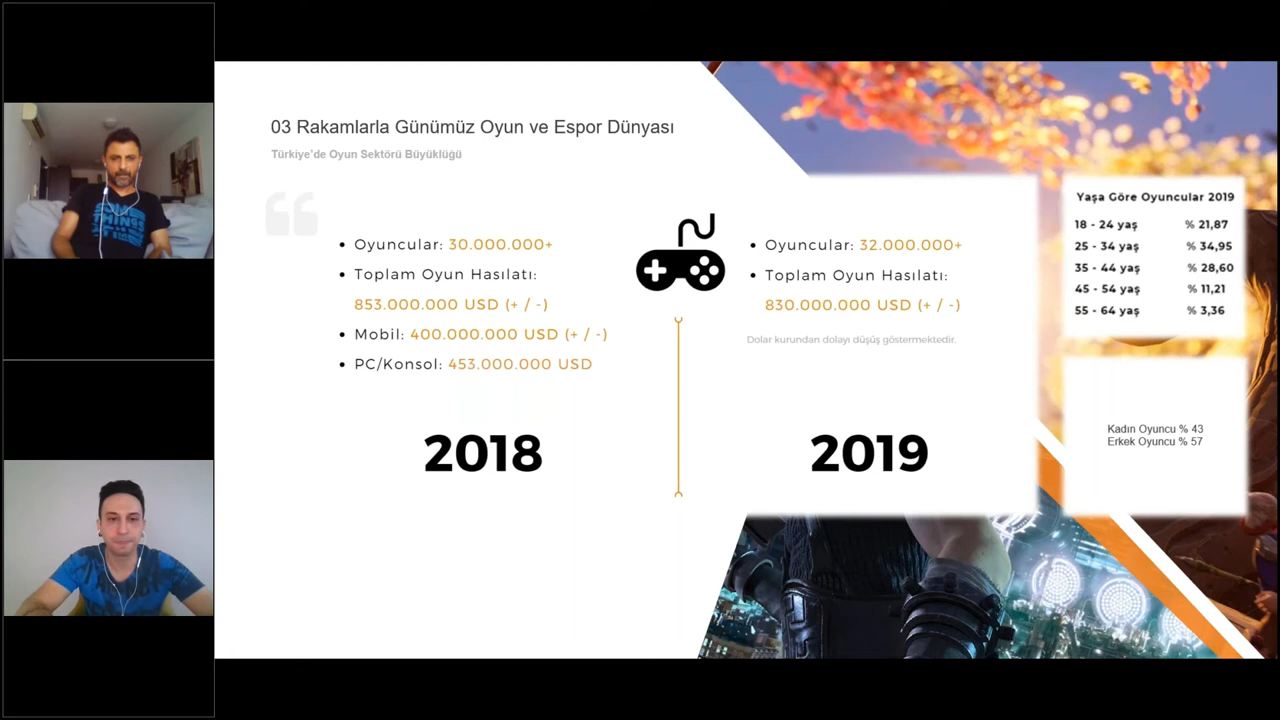 03 Rakamlarla Günümüz Oyun ve Espor Dünyası
Türkiye'de Oyun Sektörü Büyüklüğü
• Oyuncular: 30.000.000+
• Toplam Oyun Hasılatı:
853.000.000 USD (+ / -)
• Mobil: 400.000.000 USD (+ / -)
• PC/Konsol: 453.000.000 USD
2018
• Oyuncular: 32.000.000+
• Toplam Oyun Hasılatı:
830.000.000 USD (+ / -)
Dolar kurundan dolayı düşüş göstermektedir.
2019
Yaşa Göre Oyuncular 2019
18 - 24 yaş % 21,87
25 - 34 yaş % 34,95
35 - 44 yaş % 28,60
45 - 54 yaş % 11,21
55 - 64 yaş % 3,36
Kadın Oyuncu % 43
Erkek Oyuncu % 57
THINGS